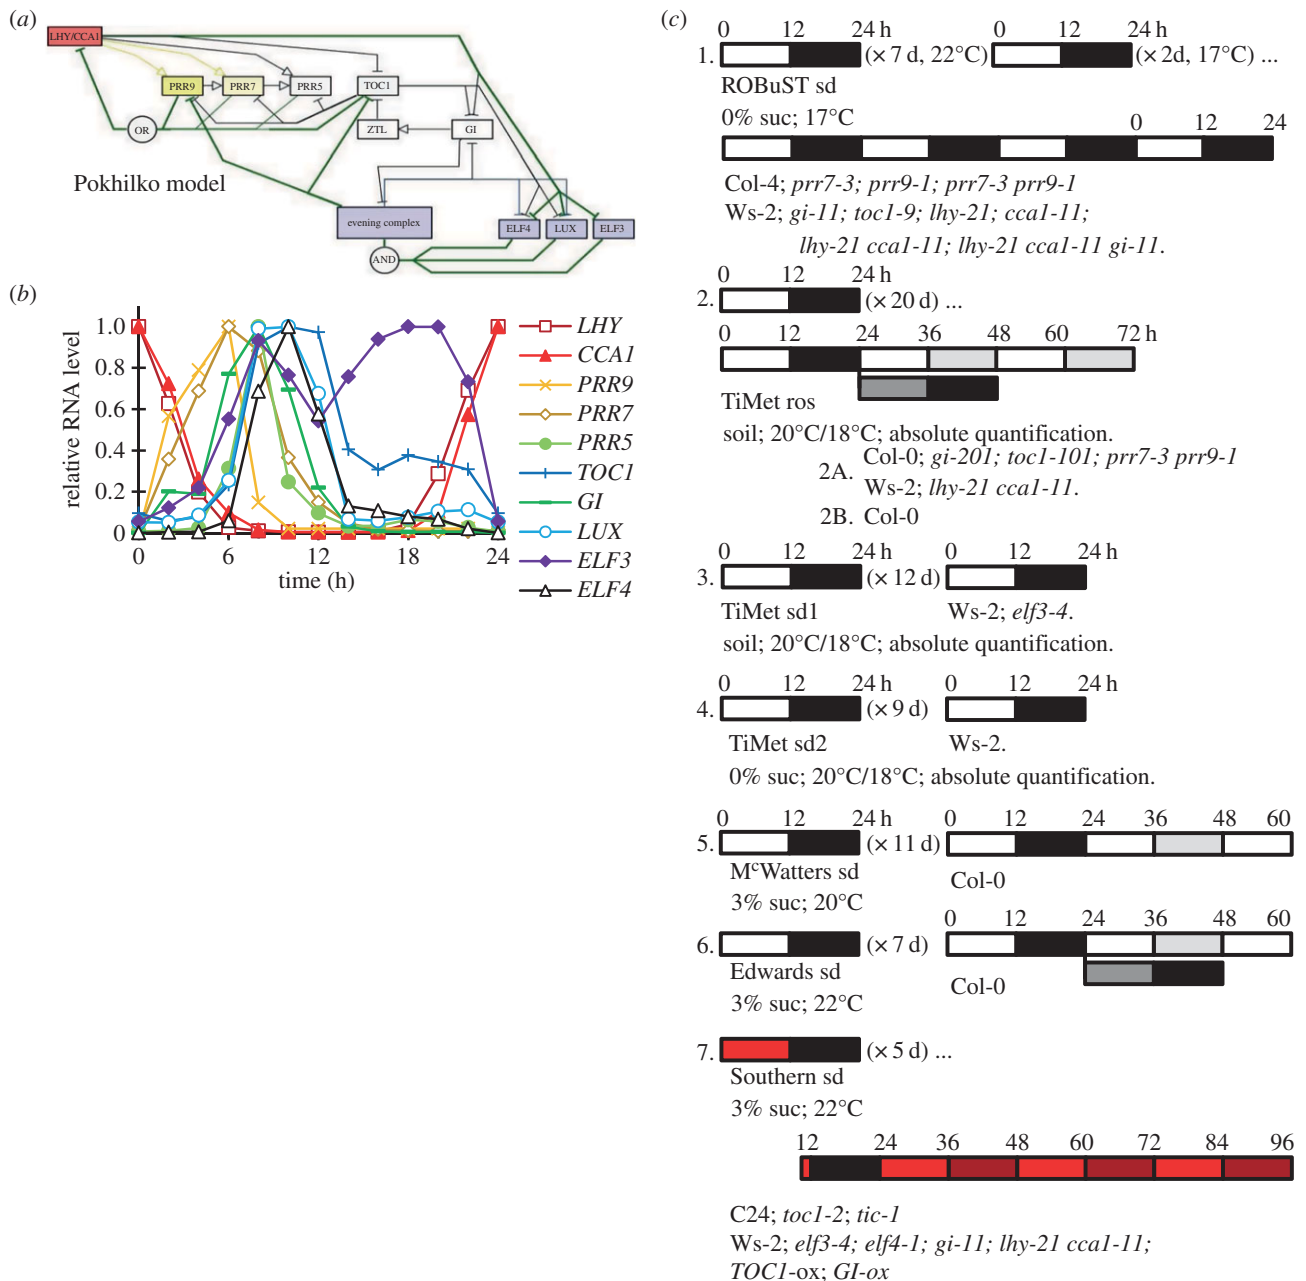 (a)
LHY/CCA1
PRR9
PRR7
PRR5
TOC1
OR
ZTL
GI
Pokhilko model
evening complex
ELF4
LUX
ELF3
AND
(b)
1.0
0.8
0.6
0.4
0.2
0
relative RNA level
0 6 12 18 24
time (h)
LHY
CCA1
PRR9
PRR7
PRR5
TOC1
GI
LUX
ELF3
ELF4
(c)
0 12 24 h 0 12 24 h
1. (× 7 d, 22°C) (× 2d, 17°C) ...
ROBuST sd
0% suc; 17°C
0 12 24
Col-4; prr7-3; prr9-1; prr7-3 prr9-1
Ws-2; gi-11; toc1-9; lhy-21; cca1-11;
lhy-21 cca1-11; lhy-21 cca1-11 gi-11.
0 12 24 h
2. (× 20 d) ...
0 12 24 36 48 60 72 h
TiMet ros
soil; 20°C/18°C; absolute quantification.
2A. Col-0; gi-201; toc1-101; prr7-3 prr9-1
Ws-2; lhy-21 cca1-11.
2B. Col-0
0 12 24 h 0 12 24 h
3. (× 12 d)
TiMet sd1 Ws-2; elf3-4.
soil; 20°C/18°C; absolute quantification.
0 12 24 h 0 12 24 h
4. (× 9 d)
TiMet sd2 Ws-2.
0% suc; 20°C/18°C; absolute quantification.
0 12 24 h 0 12 24 36 48 60
5. (× 11 d)
McWatters sd Col-0
3% suc; 20°C
0 12 24 36 48 60
6. (× 7 d)
Edwards sd Col-0
3% suc; 22°C
7. (× 5 d) ...
Southern sd
3% suc; 22°C
12 24 36 48 60 72 84 96
C24; toc1-2; tic-1
Ws-2; elf3-4; elf4-1; gi-11; lhy-21 cca1-11;
TOC1-ox; GI-ox